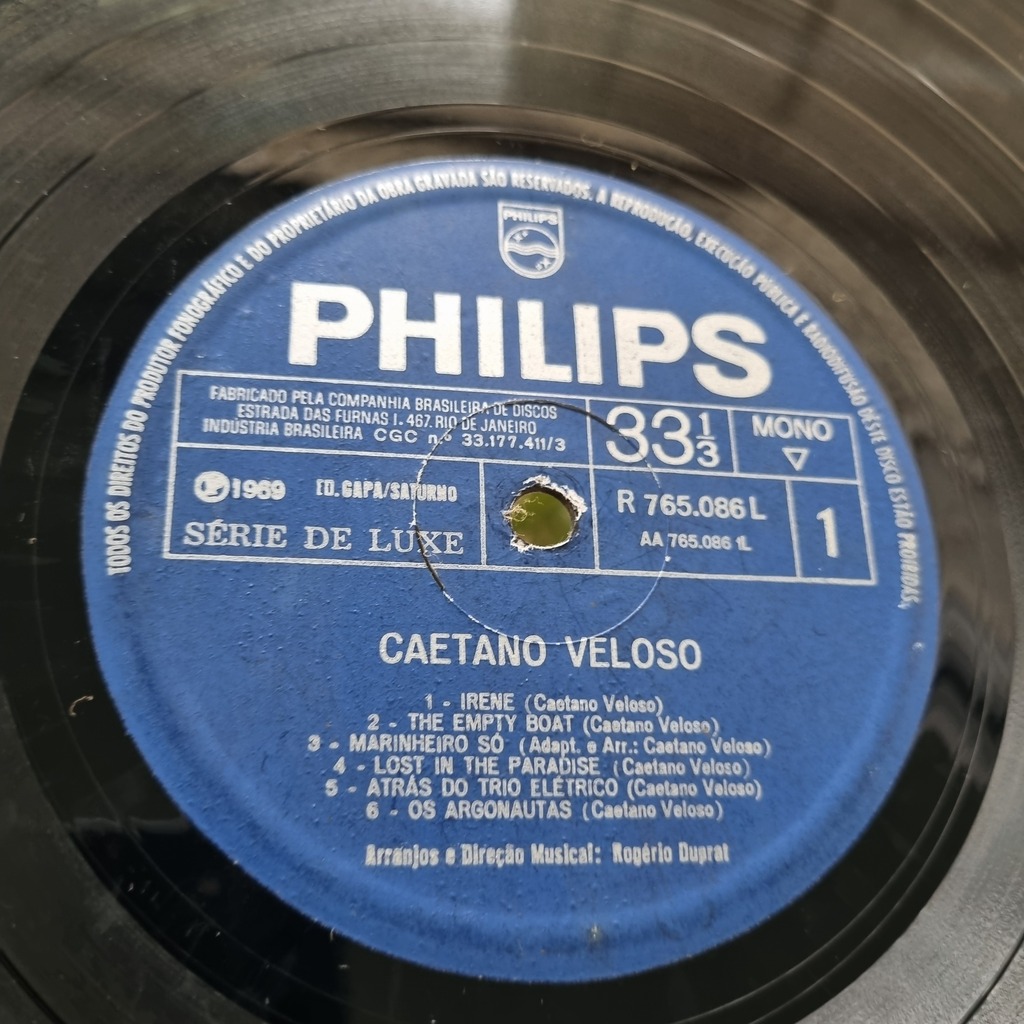 TODOS OS DIREITOS DO PRODUTOR FONOGRÁFICO E DO PROPRIETÁRIO DA OBRA GRAVADA SÃO RESERVADOS. A REPRODUÇÃO, EXECUÇÃO PÚBLICA E RADIODIFUSÃO DESTE DISCO ESTÃO PROIBIDAS,
PHILIPS
PHILIPS
FABRICADO PELA COMPANHIA BRASILEIRA DE DISCOS
ESTRADA DAS FURNAS 1.467. RIO DE JANEIRO
INDÚSTRIA BRASILEIRA CGC n.º 33.177.411/3
33 1/3
MONO
Ⓟ 1969 ED. GAPA/SATURNO
SÉRIE DE LUXE
R 765.086 L
AA 765.086 1L
1
CAETANO VELOSO
1 - IRENE (Caetano Veloso)
2 - THE EMPTY BOAT (Caetano Veloso)
3 - MARINHEIRO SÓ (Adapt. e Arr.: Caetano Veloso)
4 - LOST IN THE PARADISE (Caetano Veloso)
5 - ATRÁS DO TRIO ELÉTRICO (Caetano Veloso)
6 - OS ARGONAUTAS (Caetano Veloso)
Arranjos e Direção Musical: Rogério Duprat